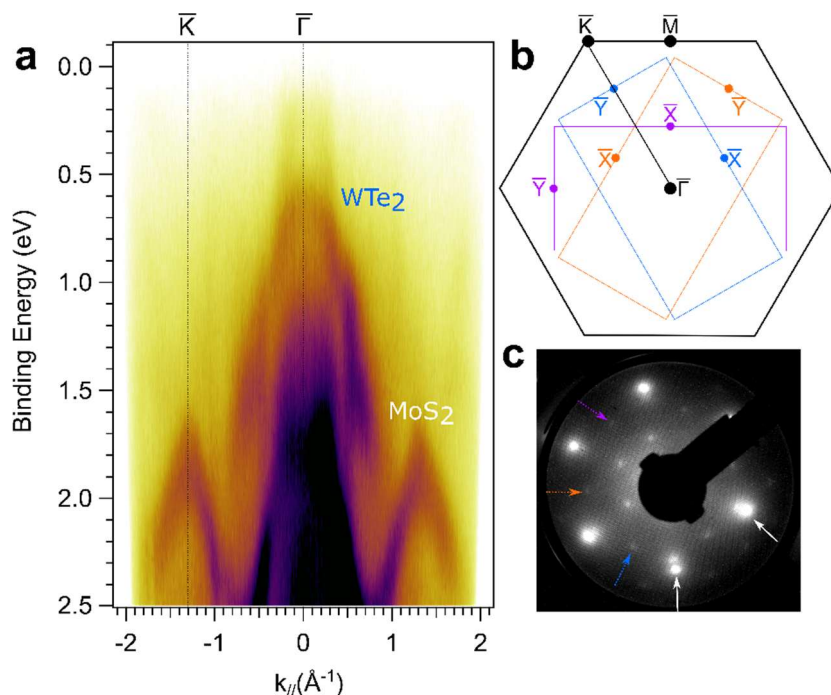 a
K̅ Γ̅
0.0
0.5
1.0
1.5
2.0
2.5
Binding Energy (eV)
WTe₂
MoS₂
-2 -1 0 1 2
k//(Å⁻¹)
b
K̅ M̅
Y̅ Y̅
X̅
X̅ X̅
Y̅ Γ̅
c